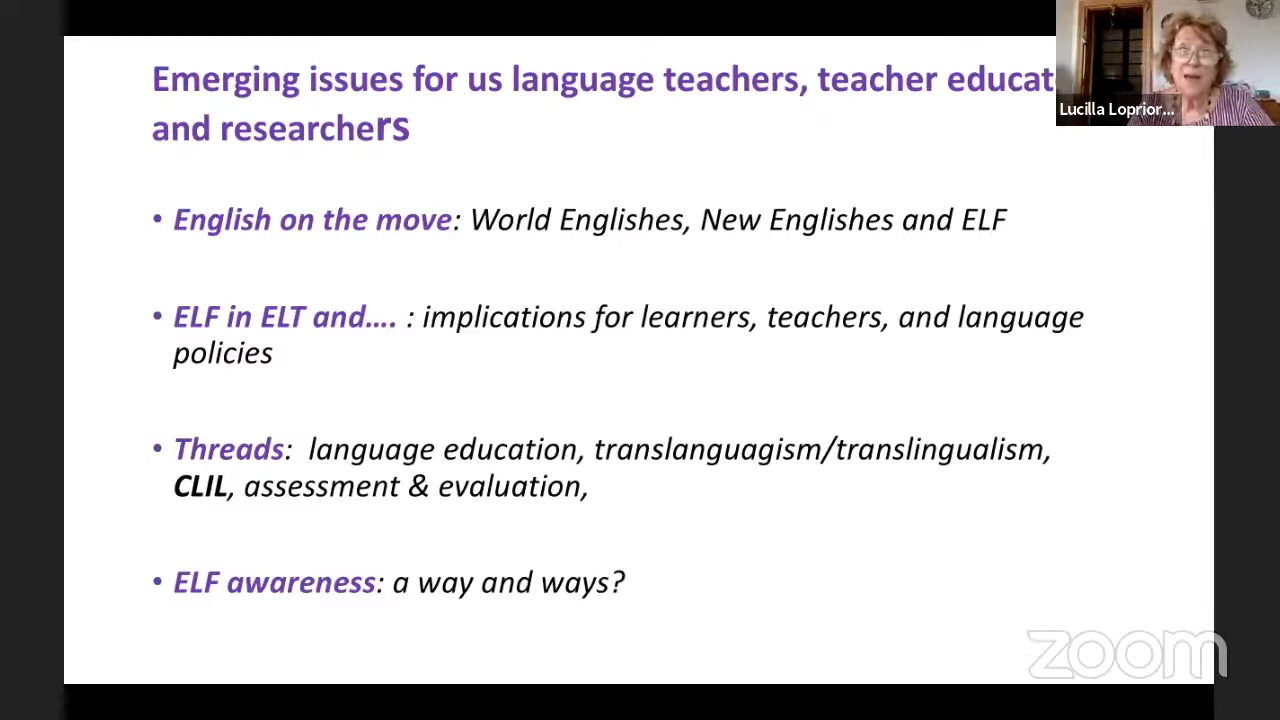 Emerging issues for us language teachers, teacher educat
and researchers
Lucilla Loprior...
• English on the move: World Englishes, New Englishes and ELF
• ELF in ELT and.... : implications for learners, teachers, and language
policies
• Threads: language education, translanguagism/translingualism,
CLIL, assessment & evaluation,
• ELF awareness: a way and ways?
zoom